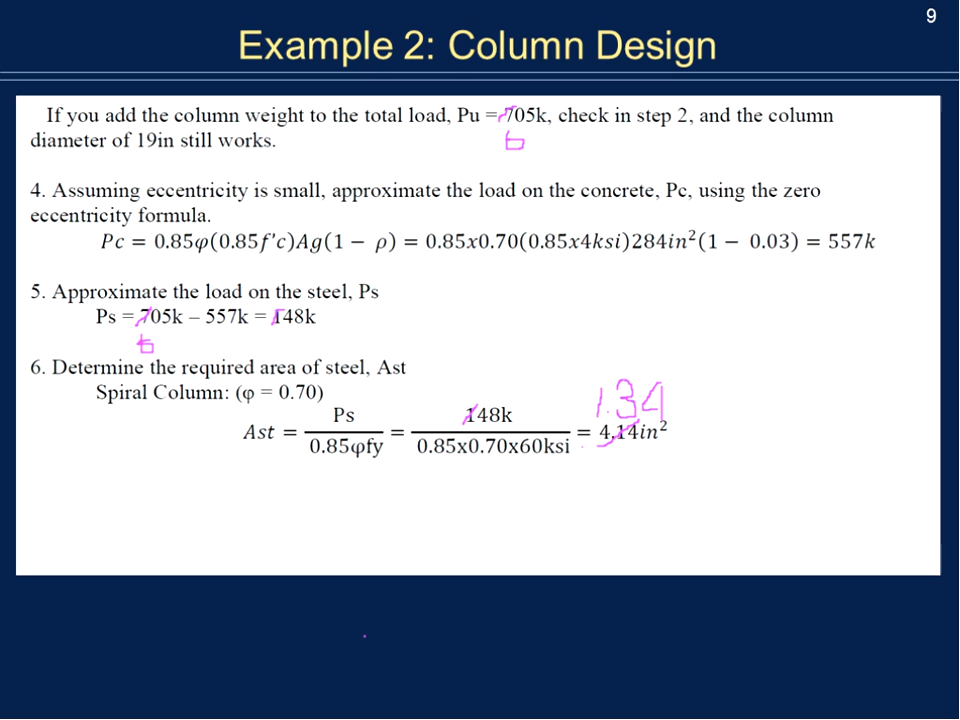 9
Example 2: Column Design
If you add the column weight to the total load, Pu = 705k, check in step 2, and the column
6
diameter of 19in still works.
4. Assuming eccentricity is small, approximate the load on the concrete, Pc, using the zero
eccentricity formula.
Pc = 0.85φ(0.85f'c)Ag(1 − ρ) = 0.85x0.70(0.85x4ksi)284in²(1 − 0.03) = 557k
5. Approximate the load on the steel, Ps
Ps = 705k – 557k = 148k
6
6. Determine the required area of steel, Ast
Spiral Column: (φ = 0.70)
1.34
Ast = Ps / 0.85φfy = 148k / 0.85x0.70x60ksi = 4.14in²